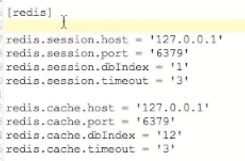 [redis]
redis.session.host = '127.0.0.1'
redis.session.port = '6379'
redis.session.dbIndex = '1'
redis.session.timeout = '3'
redis.cache.host = '127.0.0.1'
redis.cache.port = '6379'
redis.cache.dbIndex = '12'
redis.cache.timeout = '3'